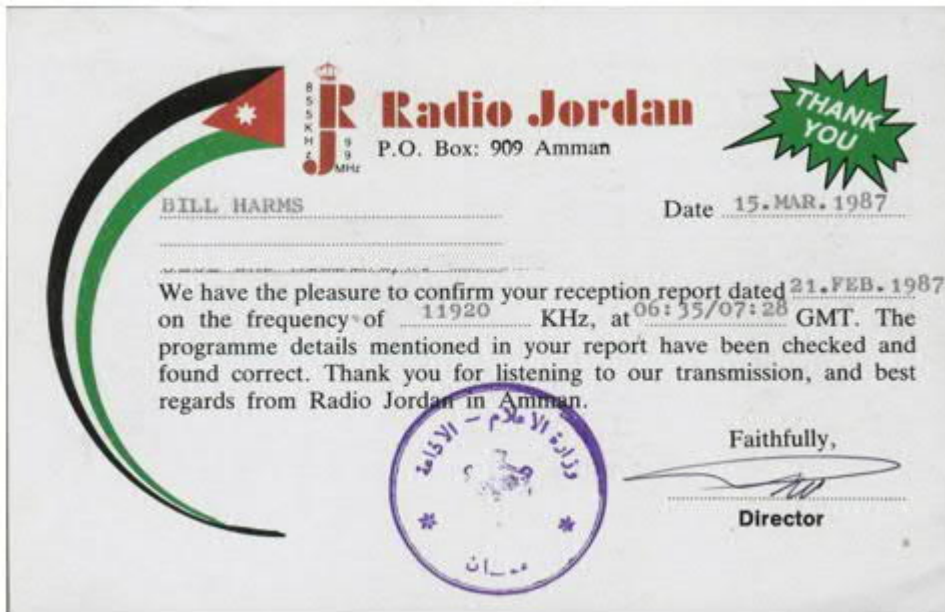 855KHz
RJ
99
MHz
Radio Jordan
P.O. Box: 909 Amman
THANK
YOU
BILL HARMS
Date 15.MAR.1987
We have the pleasure to confirm your reception report dated 21.FEB.1987
on the frequency of 11920 KHz, at 06:35/07:28 GMT. The
programme details mentioned in your report have been checked and
found correct. Thank you for listening to our transmission, and best
regards from Radio Jordan in Amman.
وزارة الاعلام - الاذاعة
Faithfully,
Director